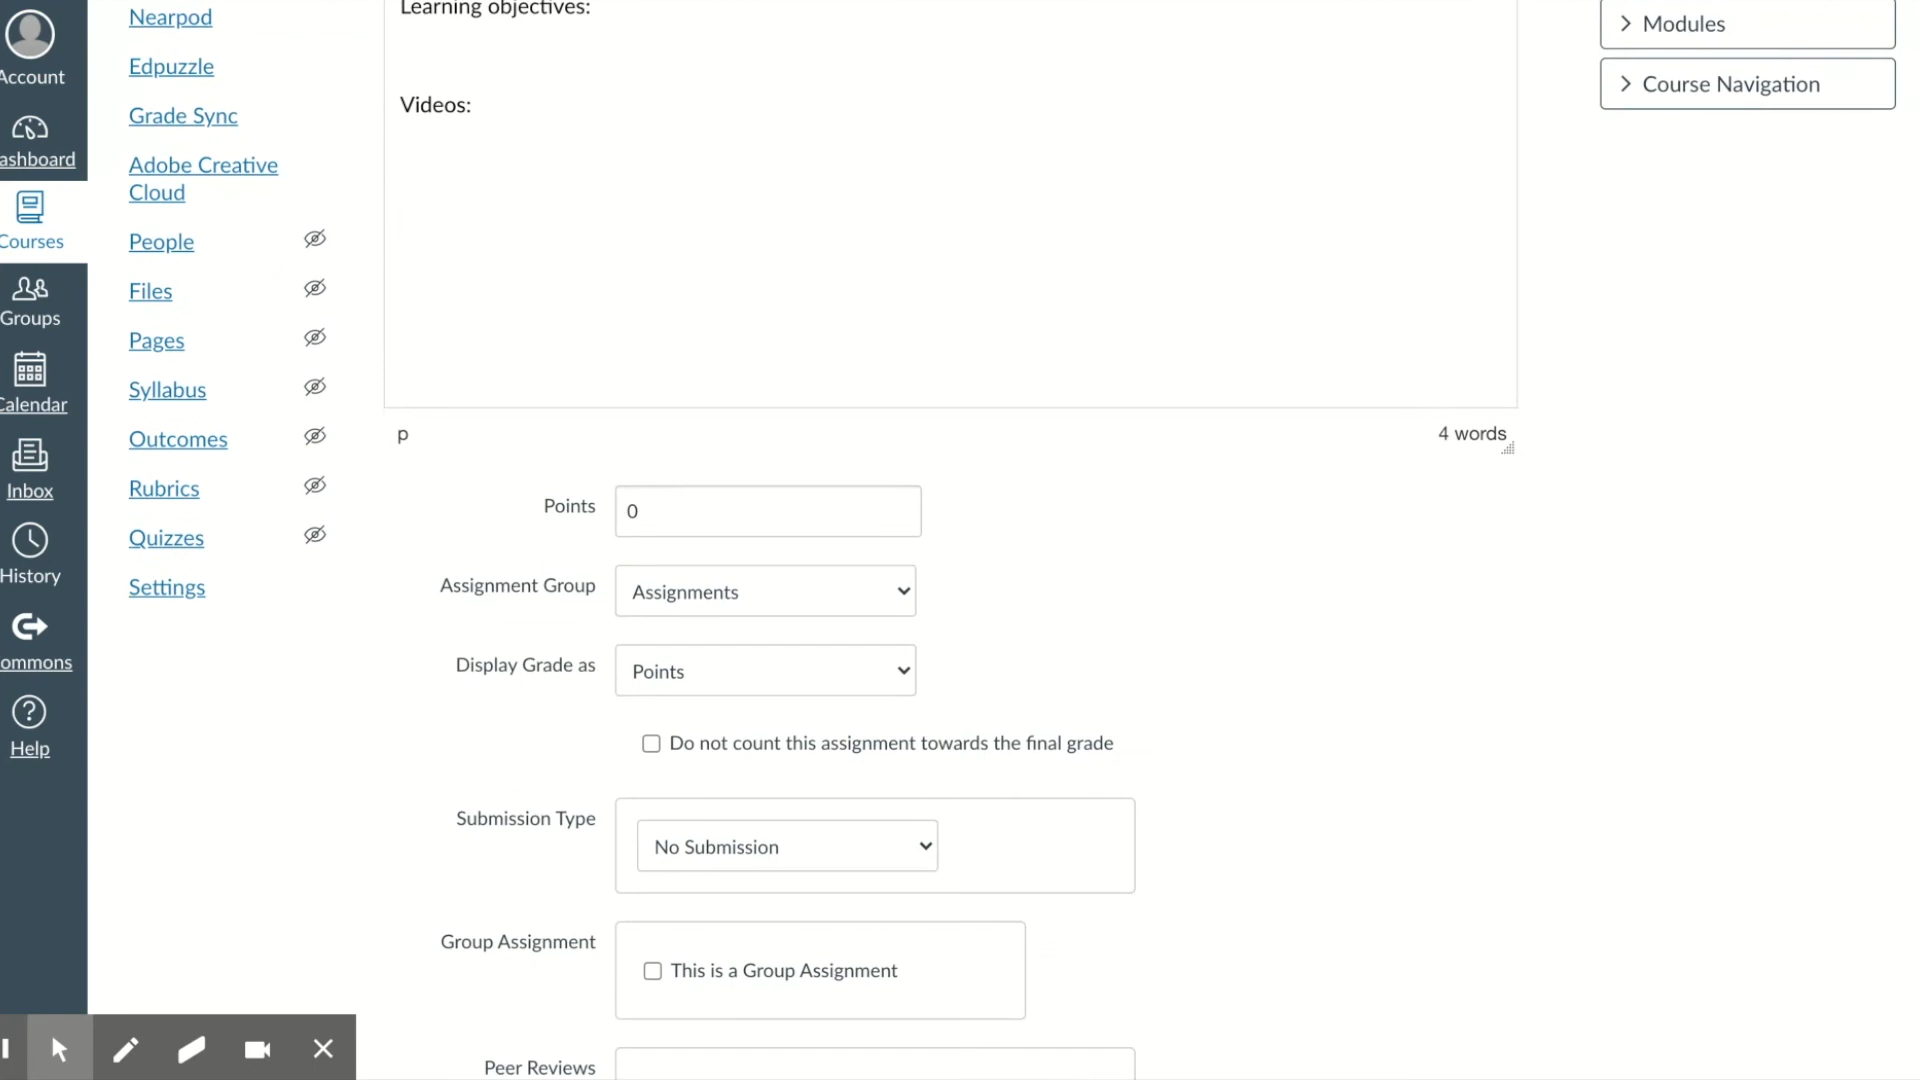 Account
ashboard
Courses
Groups
Calendar
Inbox
History
ommons
Help
Nearpod
Edpuzzle
Grade Sync
Adobe Creative
Cloud
People
Files
Pages
Syllabus
Outcomes
Rubrics
Quizzes
Settings
Learning objectives:
Videos:
p
4 words
Points
0
Assignment Group
Assignments
Display Grade as
Points
Do not count this assignment towards the final grade
Submission Type
No Submission
Group Assignment
This is a Group Assignment
Peer Reviews
Modules
Course Navigation